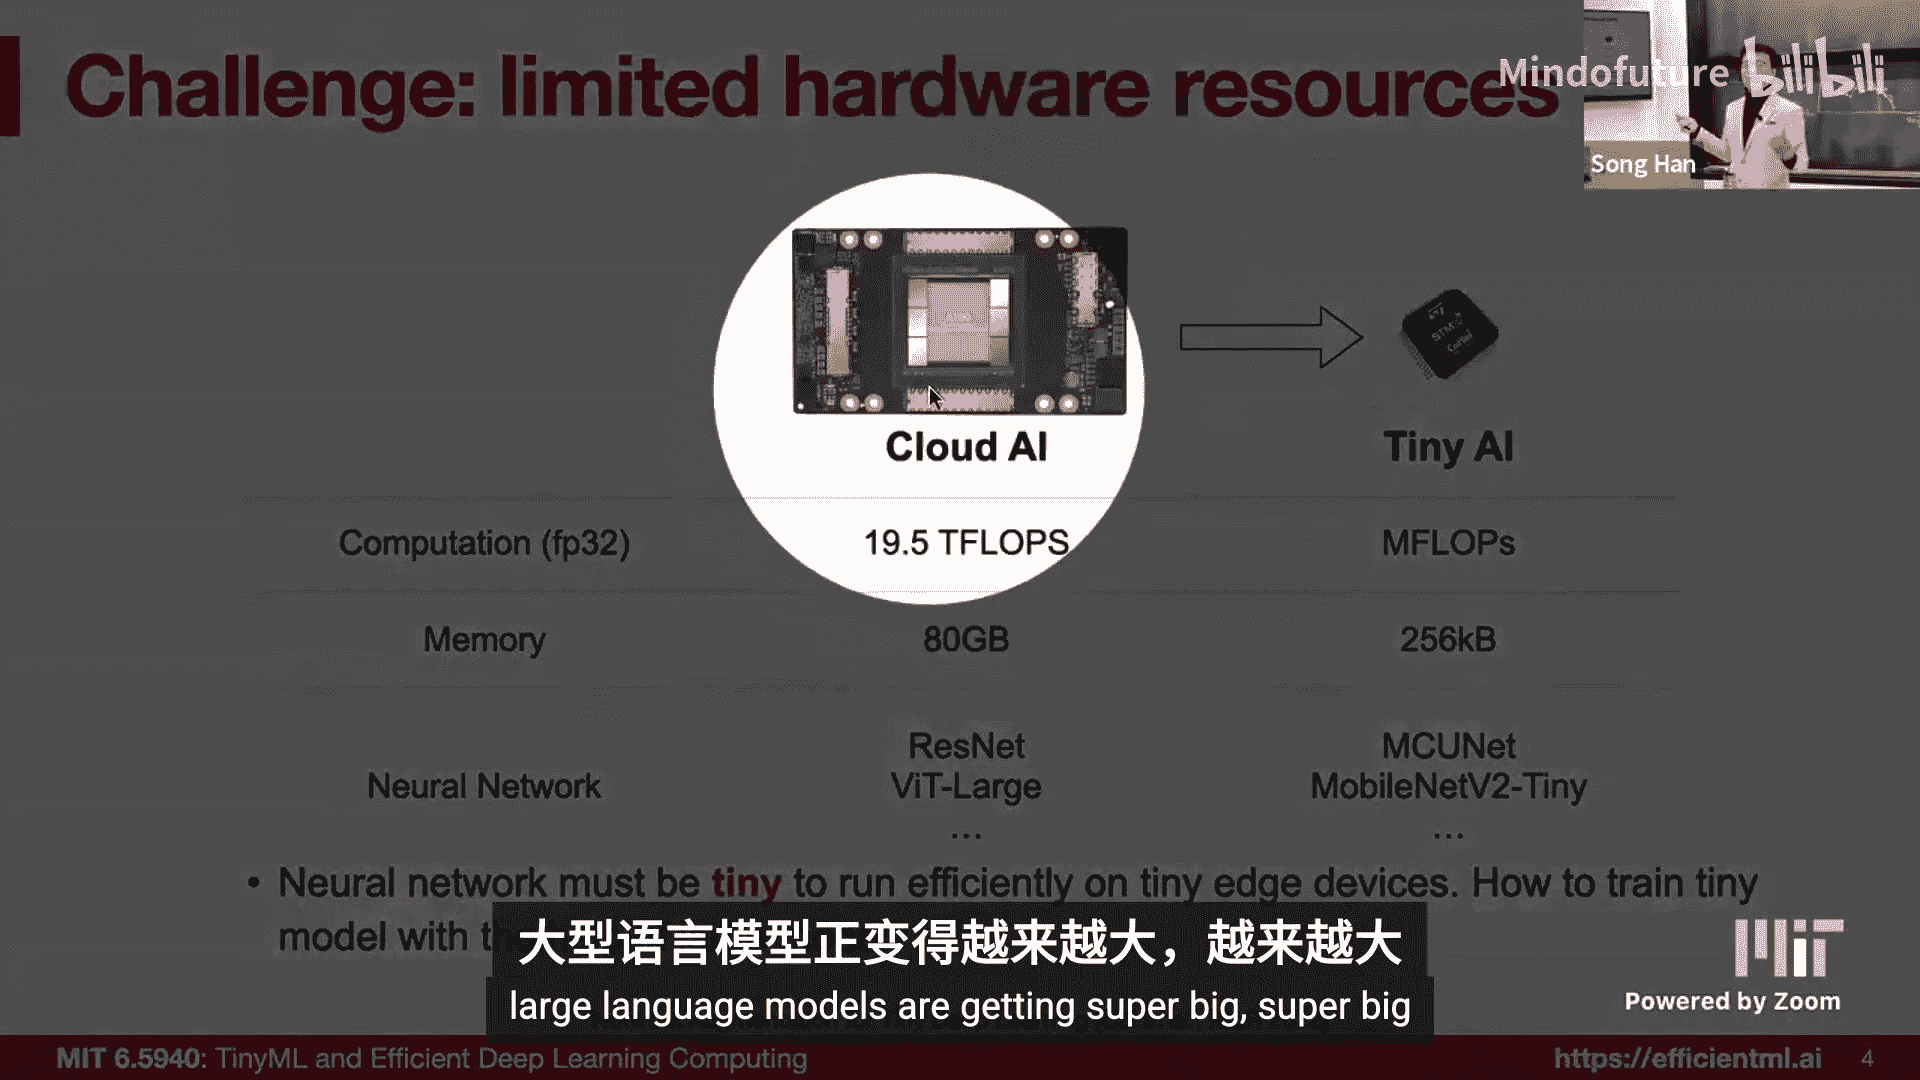 Challenge: limited hardware resources
Mindofuture bilibili
Song Han
STM32
Cloud AI
Tiny AI
Computation (fp32)
19.5 TFLOPS
MFLOPs
Memory
80GB
256kB
Neural Network
ResNet
ViT-Large
...
MCUNet
MobileNetV2-Tiny
...
• Neural network must be tiny to run efficiently on tiny edge devices. How to train tiny
model with
大型语言模型正变得越来越大，越来越大
large language models are getting super big, super big
MIT
Powered by Zoom
MIT 6.5940: TinyML and Efficient Deep Learning Computing
https://efficientml.ai
4